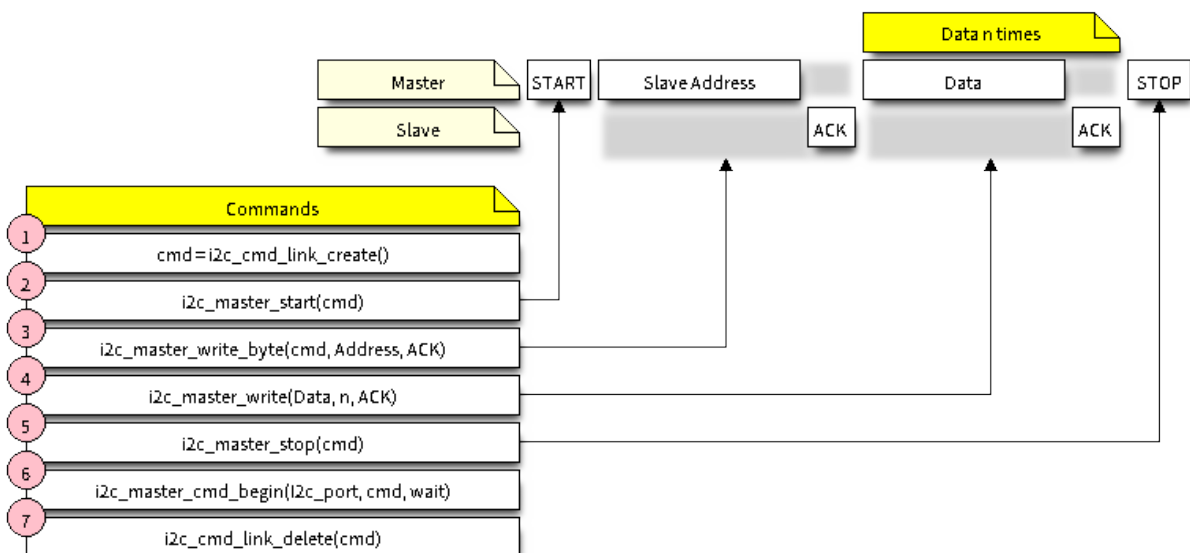 Data n times
Master START Slave Address Data STOP
Slave ACK ACK
Commands
1
cmd=i2c_cmd_link_create()
2
i2c_master_start(cmd)
3
i2c_master_write_byte(cmd, Address, ACK)
4
i2c_master_write(Data, n, ACK)
5
i2c_master_stop(cmd)
6
i2c_master_cmd_begin(I2c_port, cmd, wait)
7
i2c_cmd_link_delete(cmd)